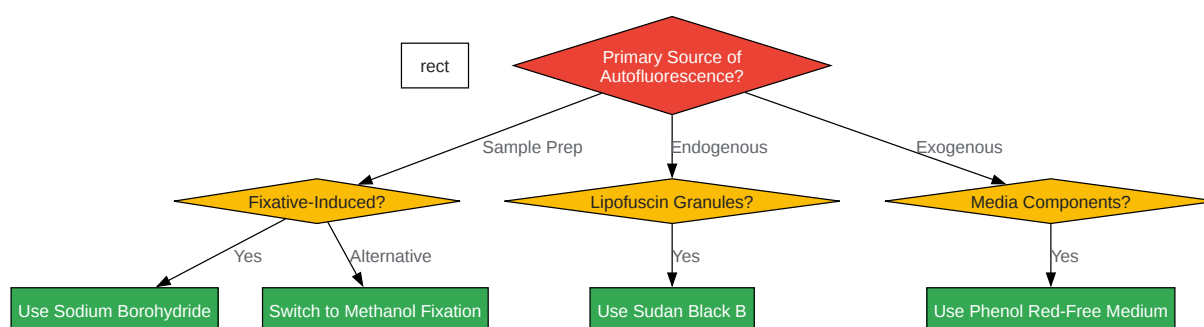 rect
Primary Source of
Autofluorescence?
Sample Prep
Endogenous
Exogenous
Fixative-Induced?
Lipofuscin Granules?
Media Components?
Yes
Alternative
Yes
Yes
Use Sodium Borohydride
Switch to Methanol Fixation
Use Sudan Black B
Use Phenol Red-Free Medium